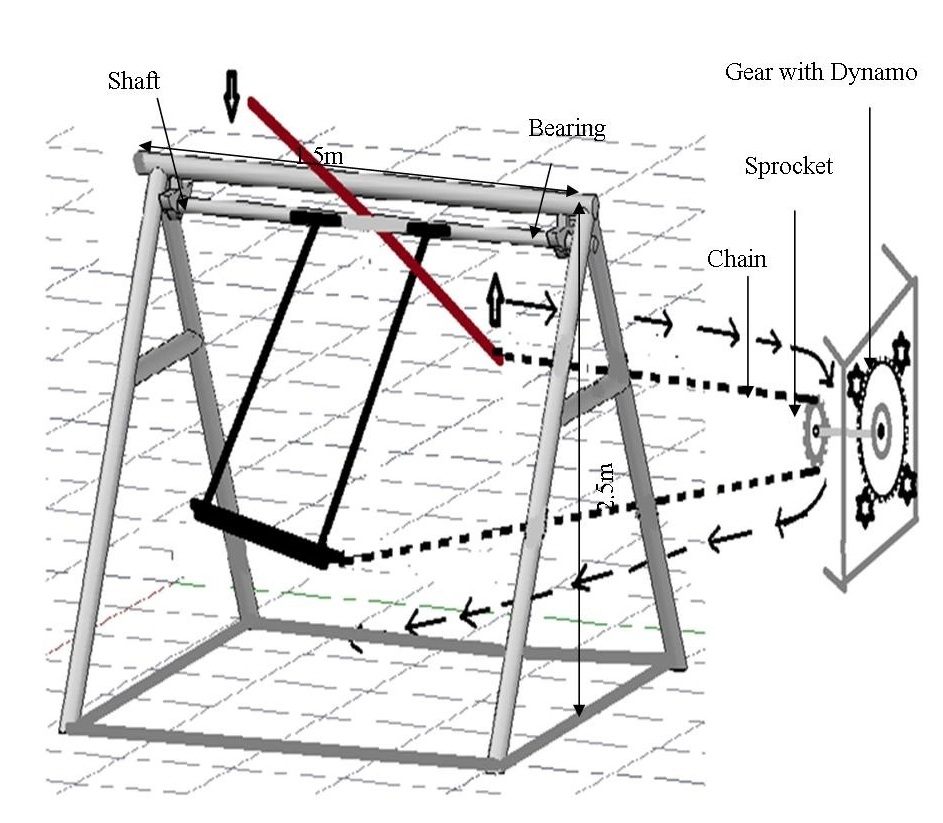 Gear with Dynamo
Shaft
Bearing
1.5m
Sprocket
Chain
2.5m